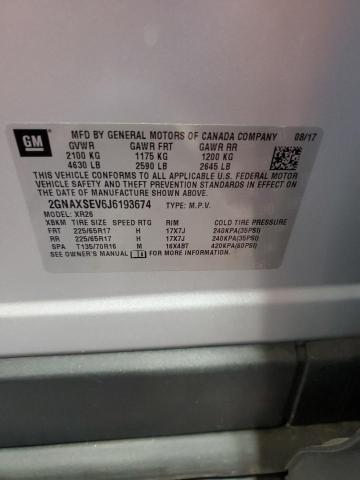 GM MFD BY GENERAL MOTORS OF CANADA COMPANY 08/17
GVWR GAWR FRT GAWR RR
2100 KG 1175 KG 1200 KG
4630 LB 2590 LB 2645 LB
THIS VEHICLE CONFORMS TO ALL APPLICABLE U.S. FEDERAL MOTOR
VEHICLE SAFETY AND THEFT PREVENTION STANDARDS IN EFFECT
ON THE DATE OF MANUFACTURE SHOWN ABOVE.
2GNAXSEV6J6193674 TYPE: M.P.V.
MODEL: XR26
XBKM TIRE SIZE SPEED RTG RIM COLD TIRE PRESSURE
FRT 225/65R17 H 17X7J 240KPA(35PSI)
RR 225/65R17 H 17X7J 240KPA(35PSI)
SPA T135/70R16 M 16X4BT 420KPA(60PSI)
SEE OWNER'S MANUAL FOR MORE INFORMATION.